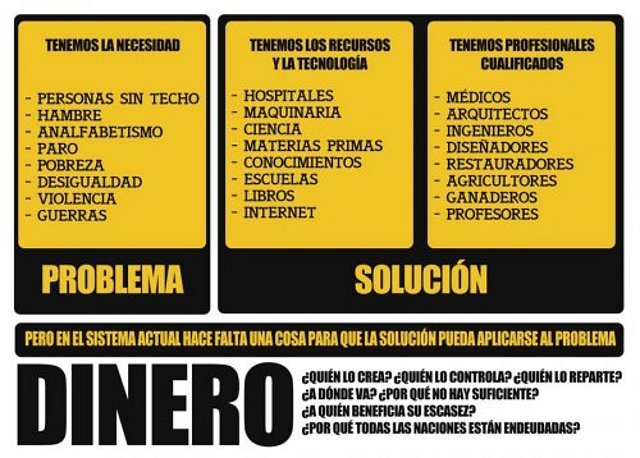 TENEMOS LA NECESIDAD
- PERSONAS SIN TECHO
- HAMBRE
- ANALFABETISMO
- PARO
- POBREZA
- DESIGUALDAD
- VIOLENCIA
- GUERRAS
PROBLEMA
TENEMOS LOS RECURSOS
Y LA TECNOLOGÍA
- HOSPITALES
- MAQUINARIA
- CIENCIA
- MATERIAS PRIMAS
- CONOCIMIENTOS
- ESCUELAS
- LIBROS
- INTERNET
TENEMOS PROFESIONALES
CUALIFICADOS
- MÉDICOS
- ARQUITECTOS
- INGENIEROS
- DISEÑADORES
- RESTAURADORES
- AGRICULTORES
- GANADEROS
- PROFESORES
SOLUCIÓN
PERO EN EL SISTEMA ACTUAL HACE FALTA UNA COSA PARA QUE LA SOLUCIÓN PUEDA APLICARSE AL PROBLEMA
DINERO
¿QUIÉN LO CREA? ¿QUIÉN LO CONTROLA? ¿QUIÉN LO REPARTE?
¿A DÓNDE VA? ¿POR QUÉ NO HAY SUFICIENTE?
¿A QUIÉN BENEFICIA SU ESCASEZ?
¿POR QUÉ TODAS LAS NACIONES ESTÁN ENDEUDADAS?